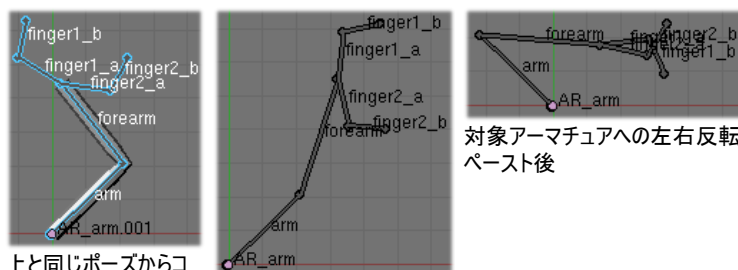 finger1_b
finger1_a
finger2_b
finger2_a
forearm
arm
AR_arm.001
上と同じポーズからコ
finger1_b
finger1_a
finger2_a
forearm
finger2_b
arm
AR_arm
forearm
finger2_b
finger1_b
arm
AR_arm
対象アーマチュアへの左右反転
ペースト後